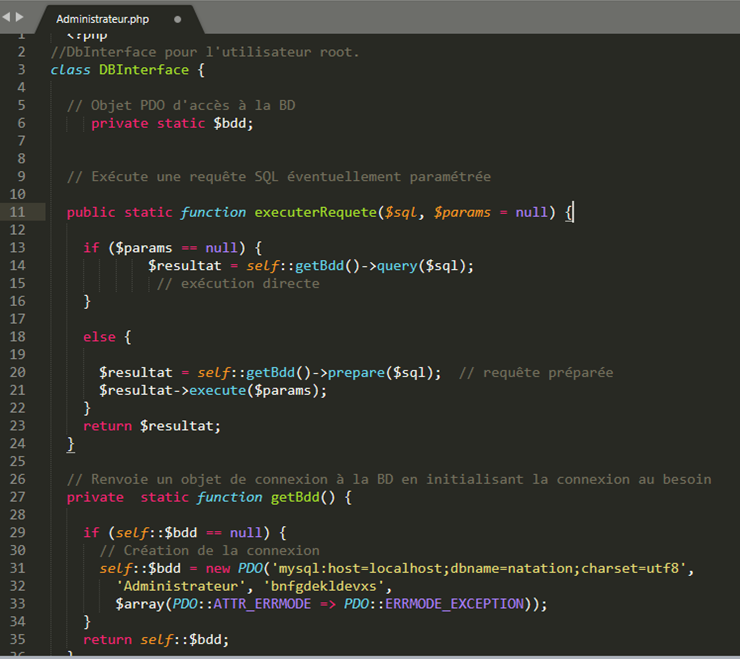 Administrateur.php
1 <?php
2 //DbInterface pour l'utilisateur root.
3 class DBInterface {
4
5 // Objet PDO d'accès à la BD
6 private static $bdd;
7
8
9 // Exécute une requête SQL éventuellement paramétrée
10
11 public static function executerRequete($sql, $params = null) {
12
13 if ($params == null) {
14 $resultat = self::getBdd()->query($sql);
15 // exécution directe
16 }
17
18 else {
19
20 $resultat = self::getBdd()->prepare($sql); // requête préparée
21 $resultat->execute($params);
22 }
23 return $resultat;
24 }
25
26 // Renvoie un objet de connexion à la BD en initialisant la connexion au besoin
27 private static function getBdd() {
28
29 if (self::$bdd == null) {
30 // Création de la connexion
31 self::$bdd = new PDO('mysql:host=localhost;dbname=natation;charset=utf8',
32 'Administrateur', 'bnfgdekldevxs',
33 $array(PDO::ATTR_ERRMODE => PDO::ERRMODE_EXCEPTION));
34 }
35 return self::$bdd;
36 }